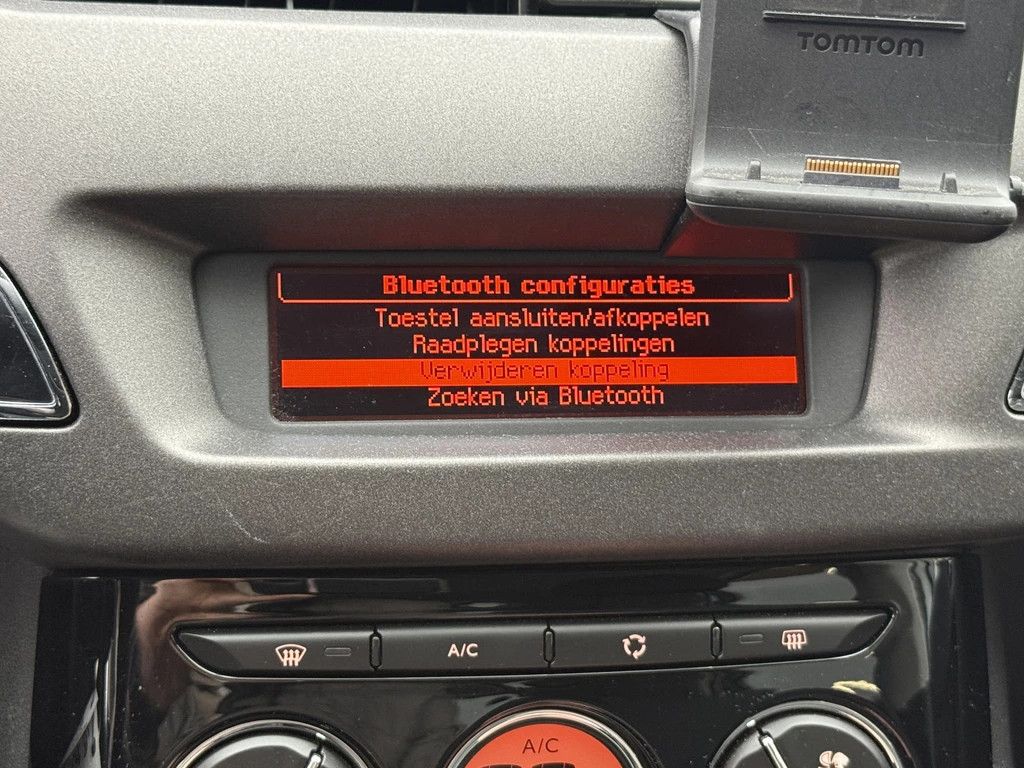 TOMTOM
Bluetooth configuraties
Toestel aansluiten/afkoppelen
Raadplegen koppelingen
Verwijderen koppeling
Zoeken via Bluetooth
A/C
A/C